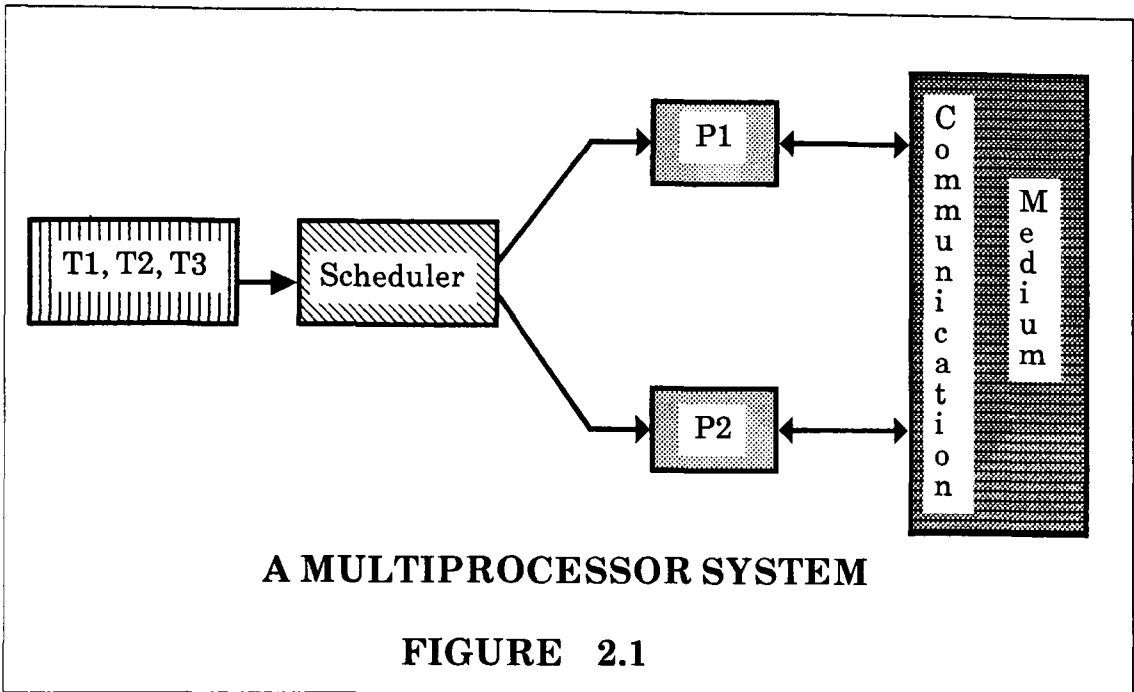 T1, T2, T3
Scheduler
P1
P2
Communication
Medium
A MULTIPROCESSOR SYSTEM
FIGURE 2.1